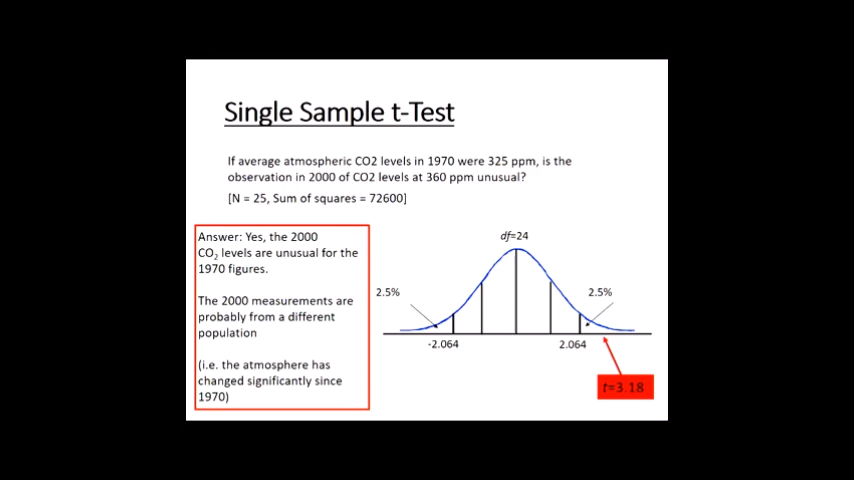 Single Sample t-Test
If average atmospheric CO2 levels in 1970 were 325 ppm, is the
observation in 2000 of CO2 levels at 360 ppm unusual?
[N = 25, Sum of squares = 72600]
Answer: Yes, the 2000
CO₂ levels are unusual for the
1970 figures.
The 2000 measurements are
probably from a different
population
(i.e. the atmosphere has
changed significantly since
1970)
df=24
2.5%
2.5%
-2.064
2.064
t=3.18